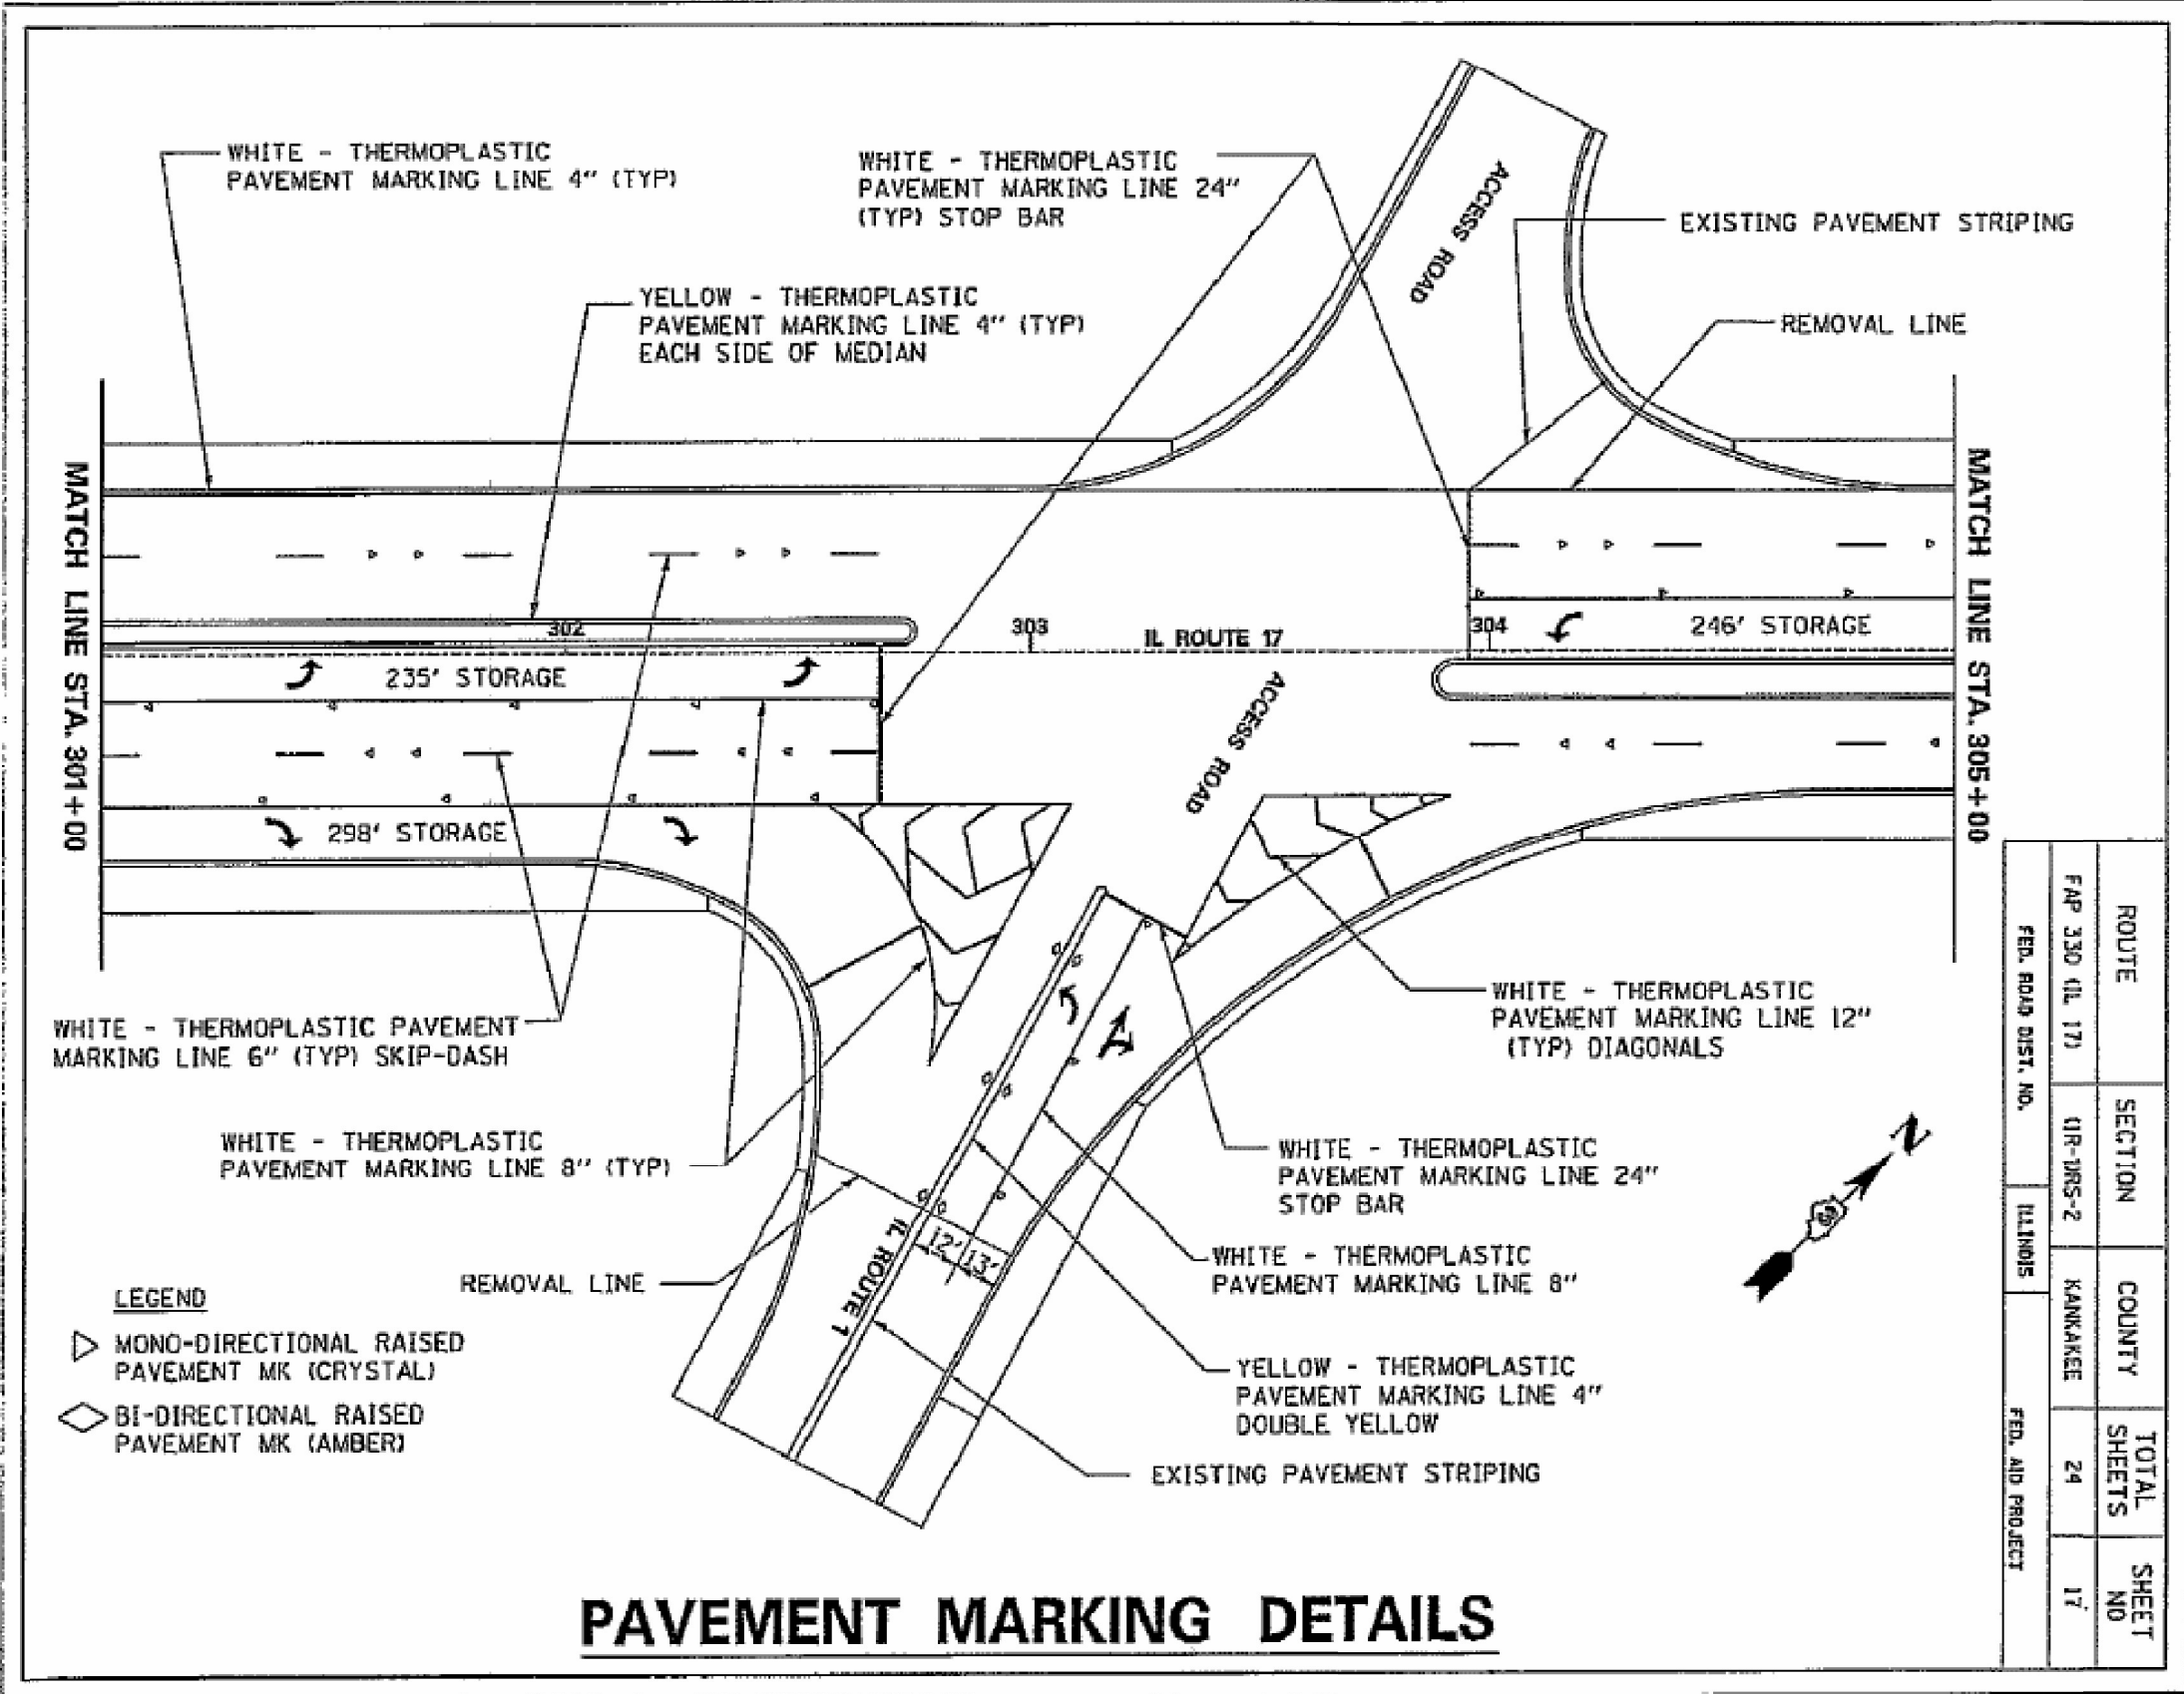 WHITE - THERMOPLASTIC
PAVEMENT MARKING LINE 4" (TYP)
WHITE - THERMOPLASTIC
PAVEMENT MARKING LINE 24"
(TYP) STOP BAR
ACCESS ROAD
EXISTING PAVEMENT STRIPING
YELLOW - THERMOPLASTIC
PAVEMENT MARKING LINE 4" (TYP)
EACH SIDE OF MEDIAN
REMOVAL LINE
MATCH LINE STA. 301+00
MATCH LINE STA. 305+00
302
303
IL ROUTE 17
304
246' STORAGE
235' STORAGE
ACCESS ROAD
298' STORAGE
WHITE - THERMOPLASTIC PAVEMENT
MARKING LINE 6" (TYP) SKIP-DASH
WHITE - THERMOPLASTIC
PAVEMENT MARKING LINE 12"
(TYP) DIAGONALS
WHITE - THERMOPLASTIC
PAVEMENT MARKING LINE 8" (TYP)
WHITE - THERMOPLASTIC
PAVEMENT MARKING LINE 24"
STOP BAR
N
REMOVAL LINE
IL ROUTE 1
12'
13'
WHITE - THERMOPLASTIC
PAVEMENT MARKING LINE 8"
YELLOW - THERMOPLASTIC
PAVEMENT MARKING LINE 4"
DOUBLE YELLOW
EXISTING PAVEMENT STRIPING
LEGEND
MONO-DIRECTIONAL RAISED
PAVEMENT MK (CRYSTAL)
BI-DIRECTIONAL RAISED
PAVEMENT MK (AMBER)
PAVEMENT MARKING DETAILS
ROUTE
SECTION
COUNTY
TOTAL
SHEETS
SHEET
NO
FAP 330 (IL 17)
KANKAKEE
24
17
FED. ROAD DIST. NO.
ILLINOIS
FED. AID PROJECT